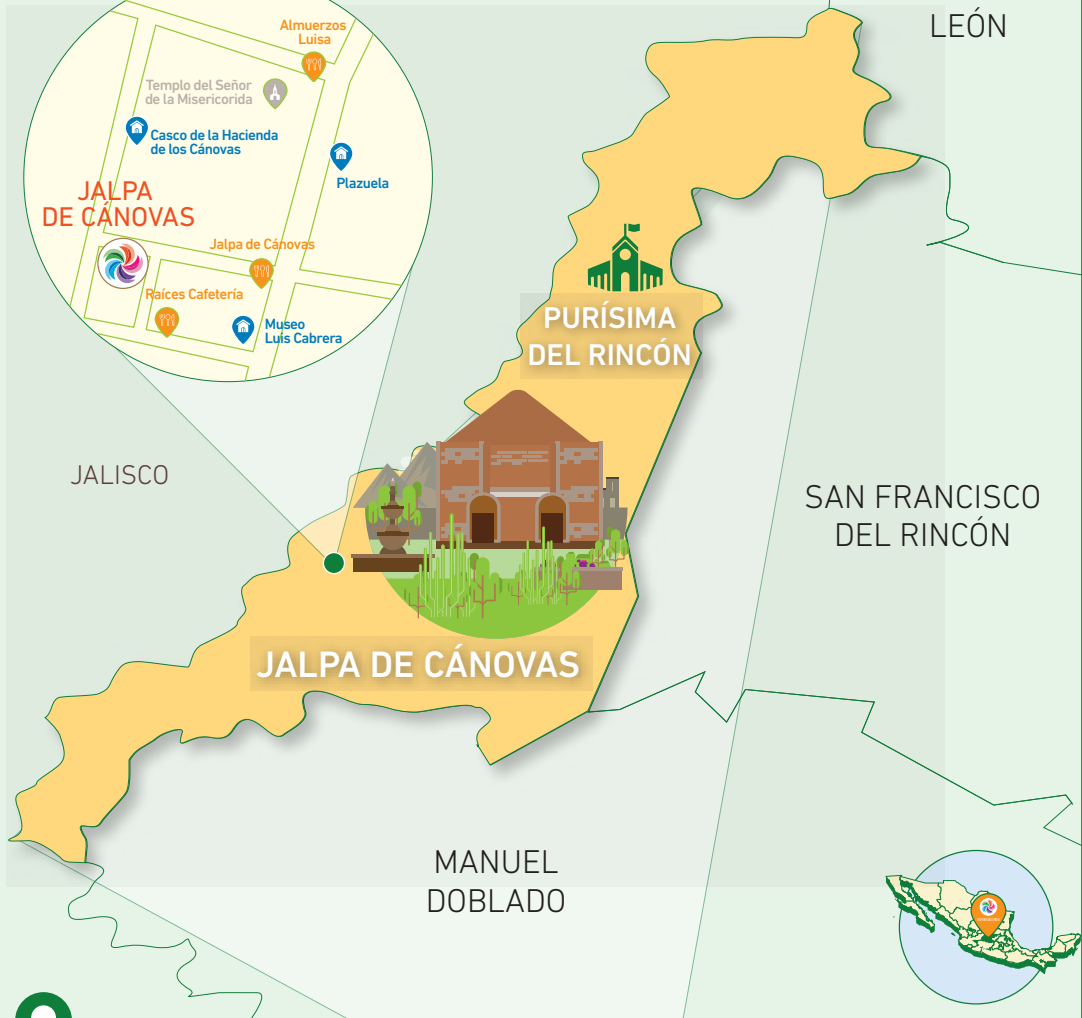 LEÓN
Almuerzos
Luisa
Templo del Señor
de la Misericorida
Casco de la Hacienda
de los Cánovas
Plazuela
JALPA
DE CÁNOVAS
Jalpa de Cánovas
Raíces Cafetería
Museo
Luis Cabrera
PURÍSIMA
DEL RINCÓN
JALISCO
SAN FRANCISCO
DEL RINCÓN
JALPA DE CÁNOVAS
MANUEL
DOBLADO